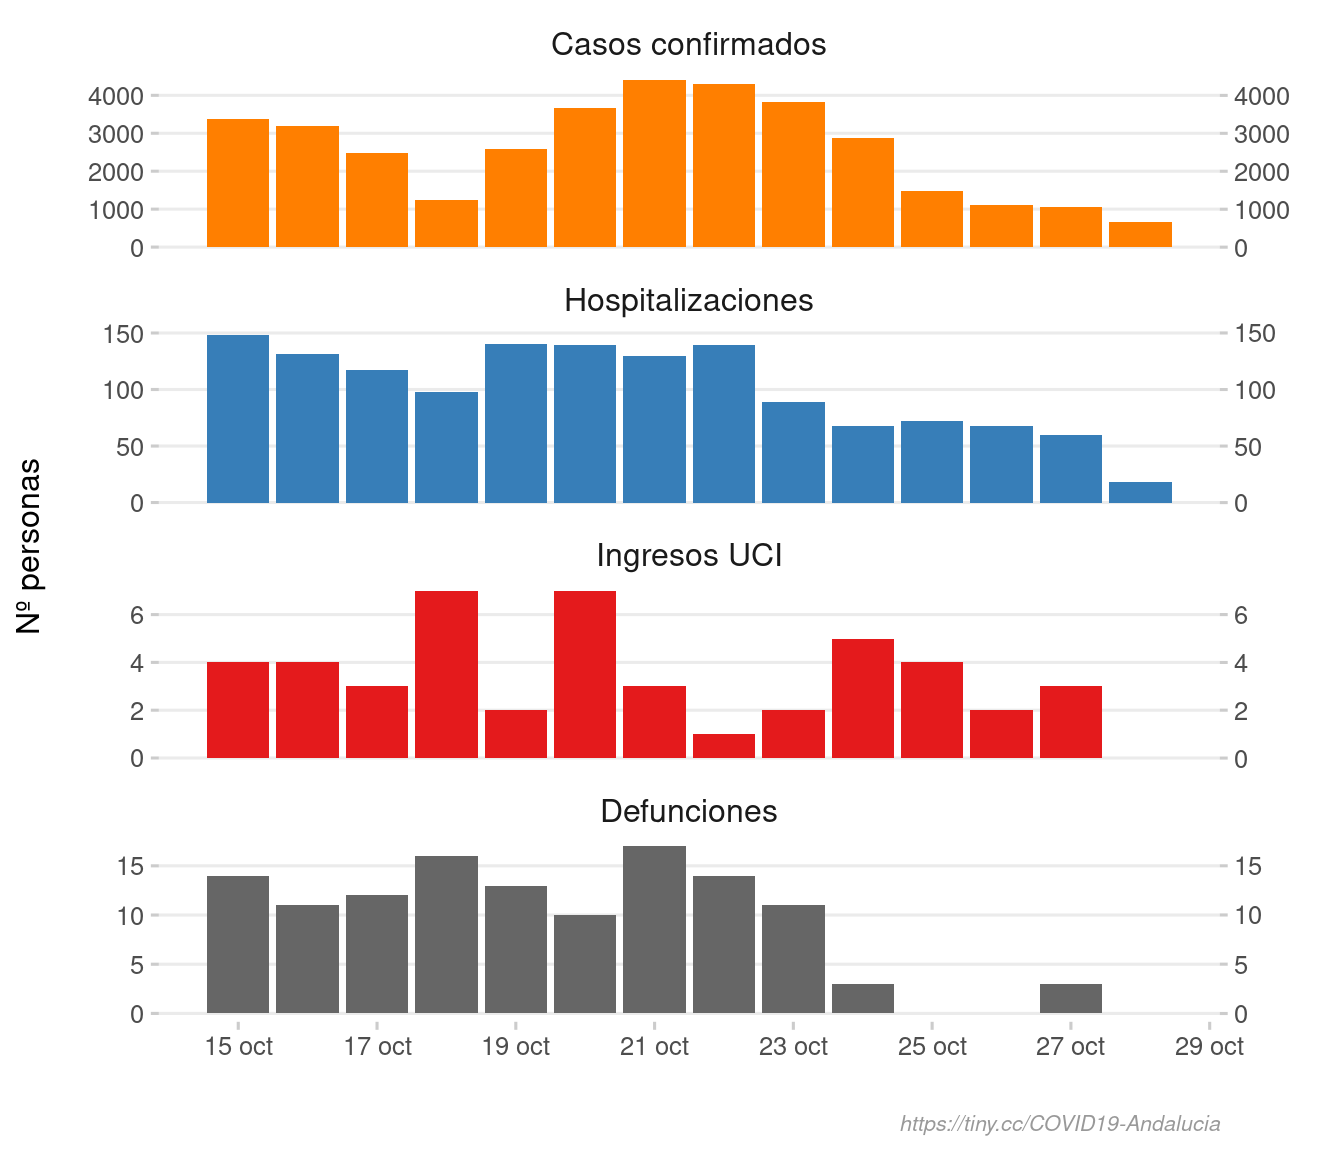 Casos confirmados
4000 4000
3000 3000
2000 2000
1000 1000
0 0
Hospitalizaciones
150 150
100 100
50 50
0 0
Nº personas
Ingresos UCI
6 6
4 4
2 2
0 0
Defunciones
15 15
10 10
5 5
0 0
15 oct 17 oct 19 oct 21 oct 23 oct 25 oct 27 oct 29 oct
https://tiny.cc/COVID19-Andalucia